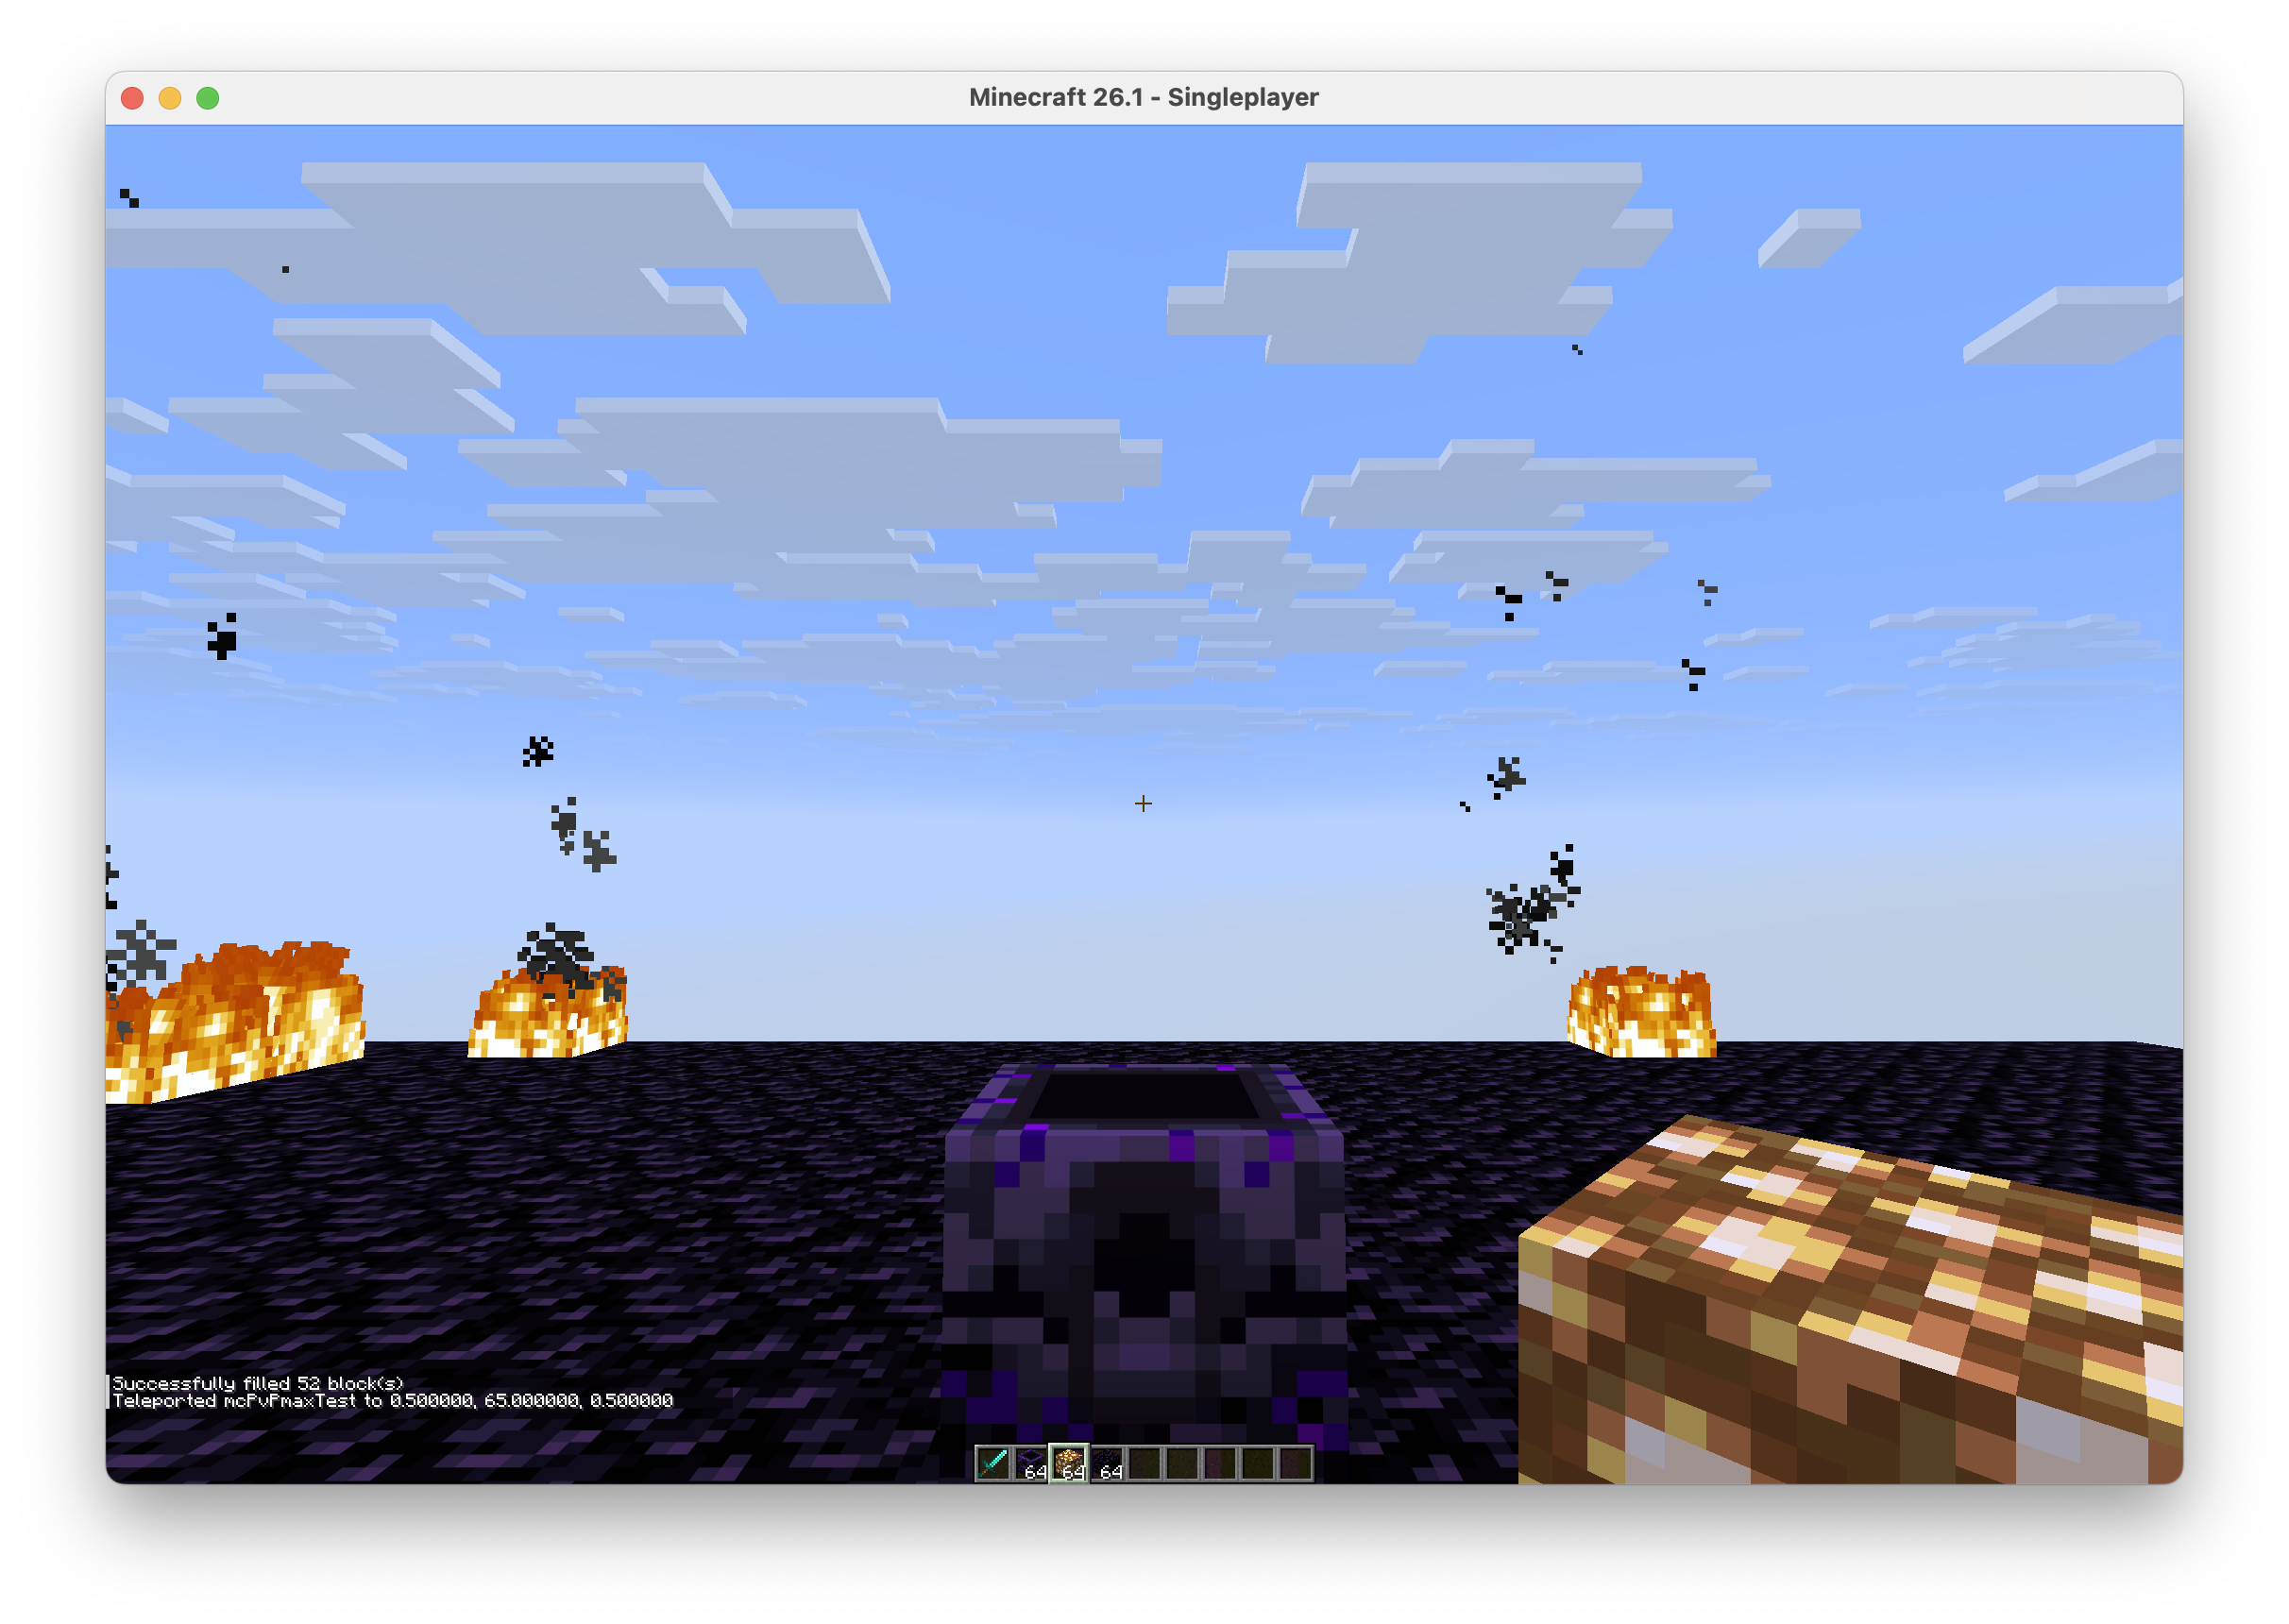 Minecraft 26.1 - Singleplayer
Successfully filled 52 block(s)
Teleported mcPvPmaxTest to 0.500000, 65.000000, 0.500000
64 64 64